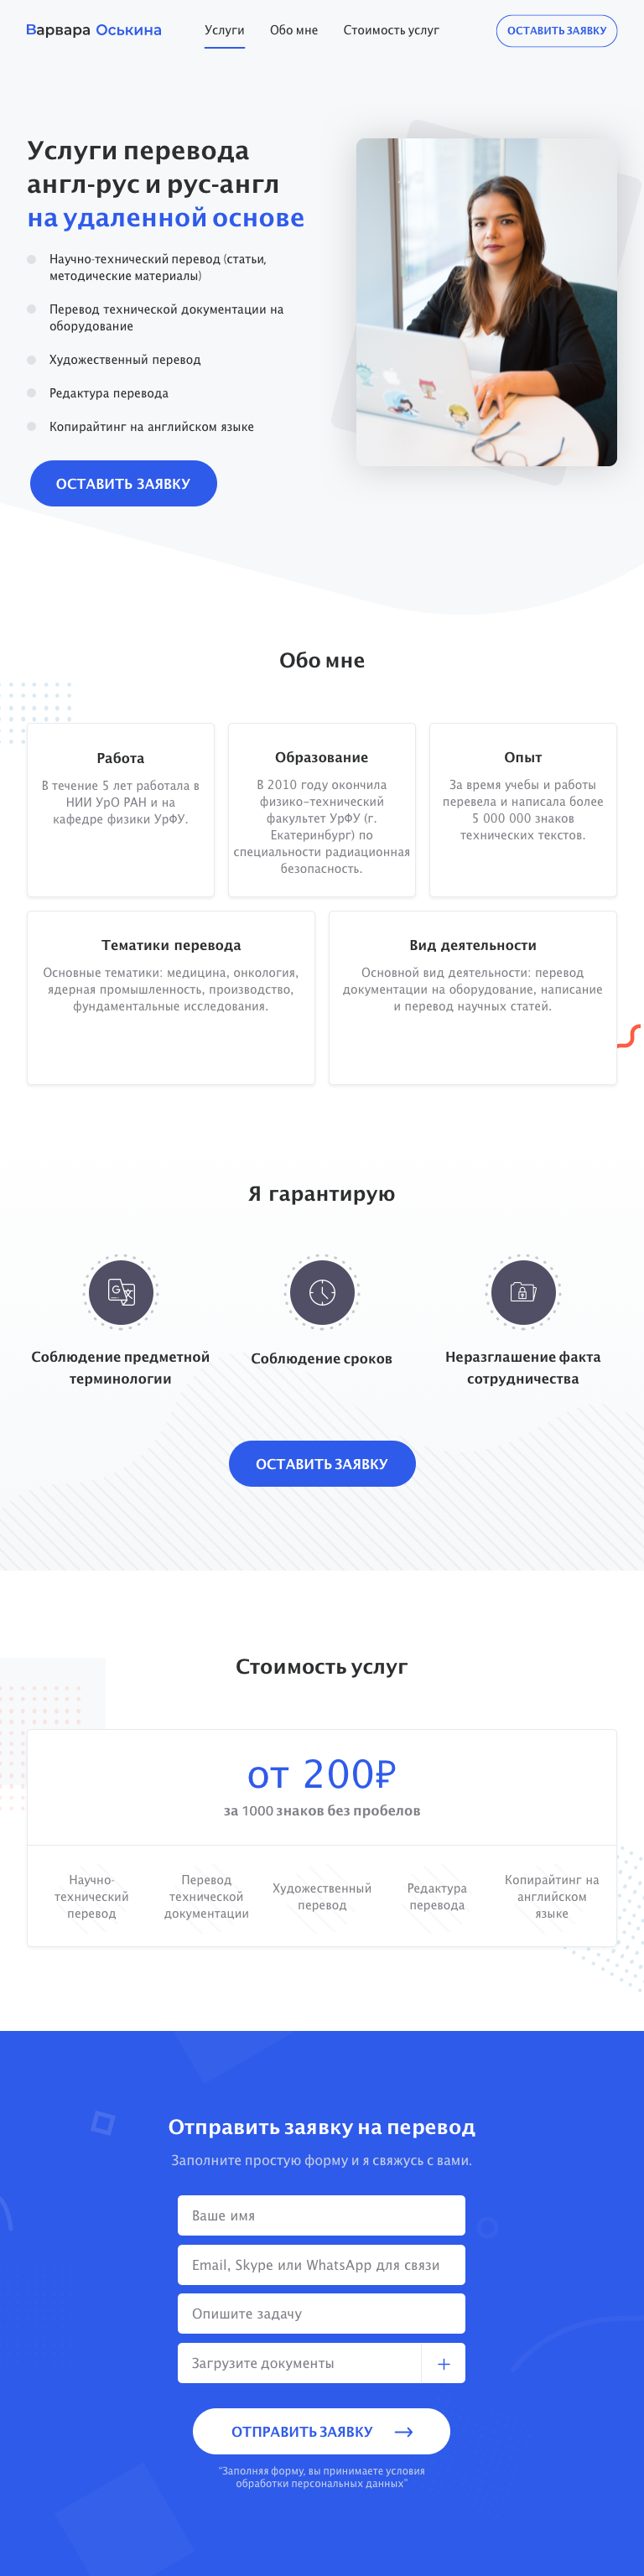 Варвара Оськина
Услуги
Обо мне
Стоимость услуг
ОСТАВИТЬ ЗАЯВКУ
Услуги перевода
англ-рус и рус-англ
на удаленной основе
Научно-технический перевод (статьи,
методические материалы)
Перевод технической документации на
оборудование
Художественный перевод
Редактура перевода
Копирайтинг на английском языке
ОСТАВИТЬ ЗАЯВКУ
Обо мне
Работа
В течение 5 лет работала в
НИИ УрО РАН и на
кафедре физики УрФУ.
Образование
В 2010 году окончила
физико–технический
факультет УрФУ (г.
Екатеринбург) по
специальности радиационная
безопасность.
Опыт
За время учебы и работы
перевела и написала более
5 000 000 знаков
технических текстов.
Тематики перевода
Основные тематики: медицина, онкология,
ядерная промышленность, производство,
фундаментальные исследования.
Вид деятельности
Основной вид деятельности: перевод
документации на оборудование, написание
и перевод научных статей.
Я гарантирую
Соблюдение предметной
терминологии
Соблюдение сроков
Неразглашение факта
сотрудничества
ОСТАВИТЬ ЗАЯВКУ
Стоимость услуг
от 200₽
за 1000 знаков без пробелов
Научно-
технический
перевод
Перевод
технической
документации
Художественный
перевод
Редактура
перевода
Копирайтинг на
английском
языке
Отправить заявку на перевод
Заполните простую форму и я свяжусь с вами.
Ваше имя
Email, Skype или WhatsApp для связи
Опишите задачу
Загрузите документы
ОТПРАВИТЬ ЗАЯВКУ
"Заполняя форму, вы принимаете условия
обработки персональных данных"